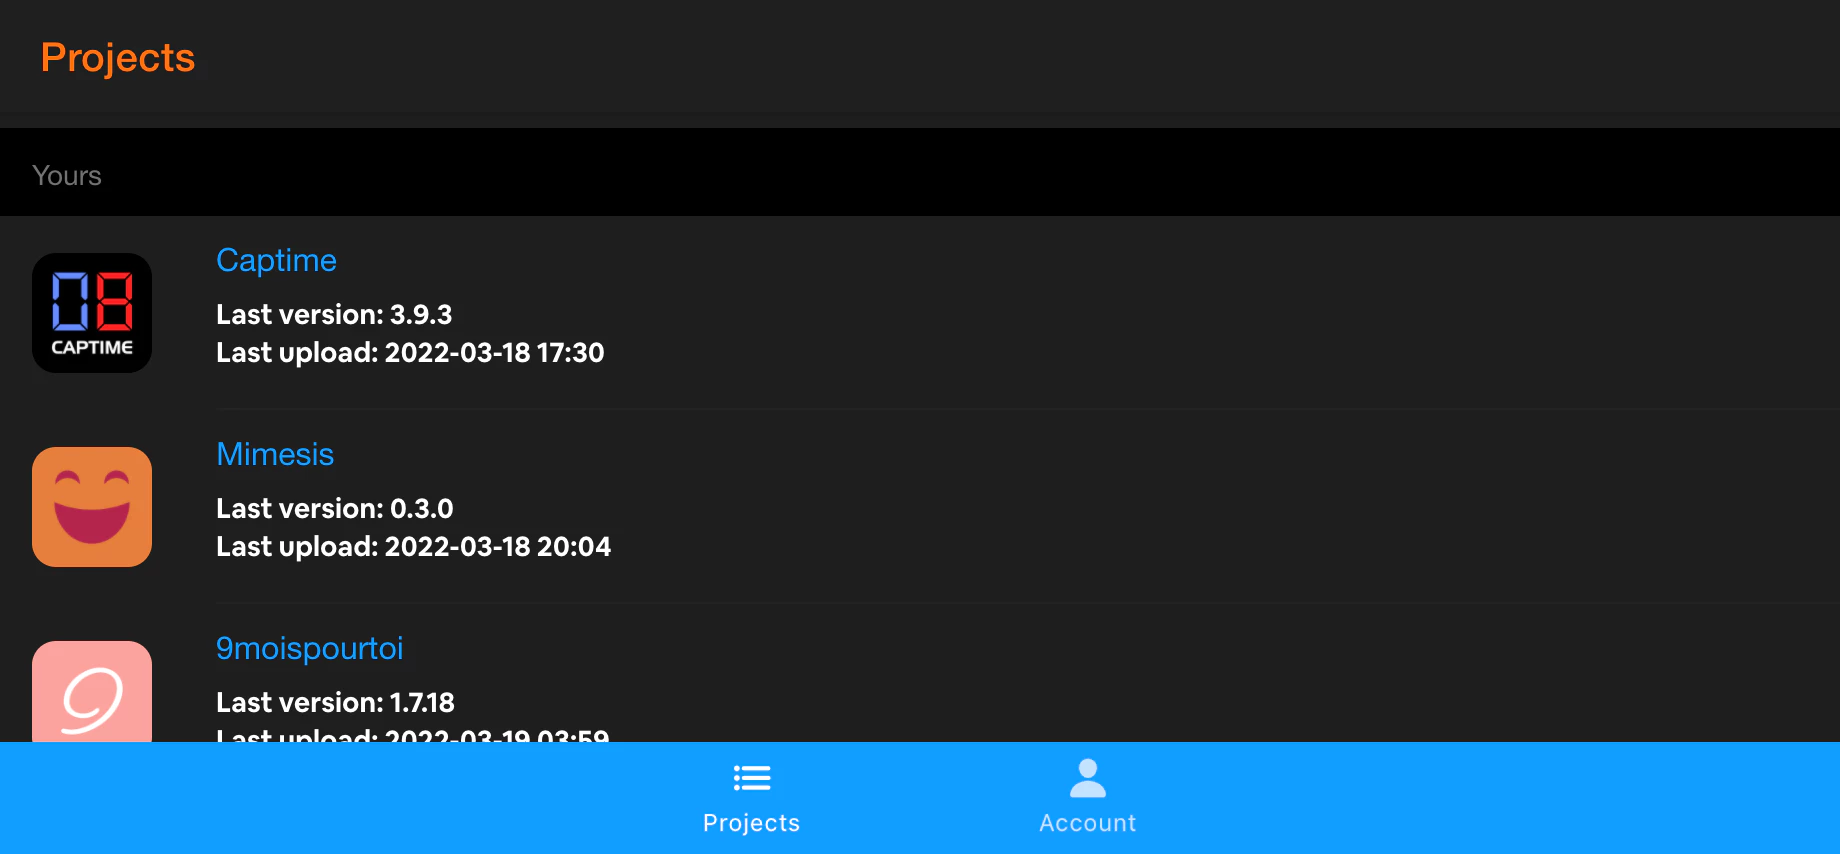 Projects
Yours
08
CAPTIME
Captime
Last version: 3.9.3
Last upload: 2022-03-18 17:30
Mimesis
Last version: 0.3.0
Last upload: 2022-03-18 20:04
9
9moispourtoi
Last version: 1.7.18
Last upload: 2022-03-19 03:59
Projects
Account